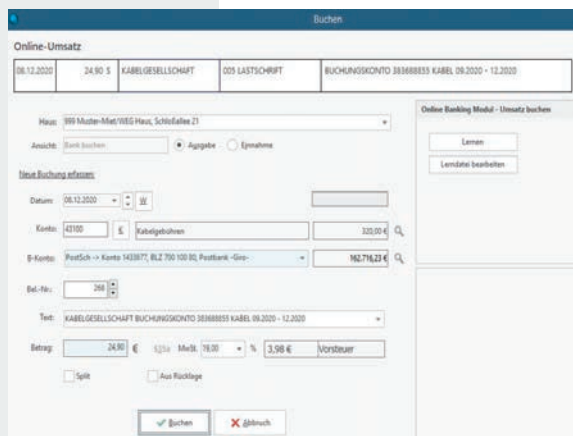 Buchen
Online-Umsatz
08.12.2020 24,90 S KABELGESELLSCHAFT 005 LASTSCHRIFT BUCHUNGSKONTO 383688855 KABEL 09.2020 - 12.2020
Online Banking Modul - Umsatz buchen
Haus: 999 Muster-Miet/WEG Haus, Schloßallee 21
Lernen
Ansicht: Bank buchen Ausgabe Einnahme
Lerndatei bearbeiten
Neue Buchung erfassen:
Datum: 08.12.2020 W
Konto: 43100 K Kabelgebühren 320,00 €
B-Konto: PostSch -> Konto 1433877, BLZ 700 100 80, Postbank -Giro- 162.716,23 €
Bel.-Nr.: 268
Text: KABELGESELLSCHAFT BUCHUNGSKONTO 383688855 KABEL 09.2020 - 12.2020
Betrag: 24,90 € §35a MwSt. 19,00 % 3,98 € Vorsteuer
Split Aus Rücklage
Buchen Abbruch